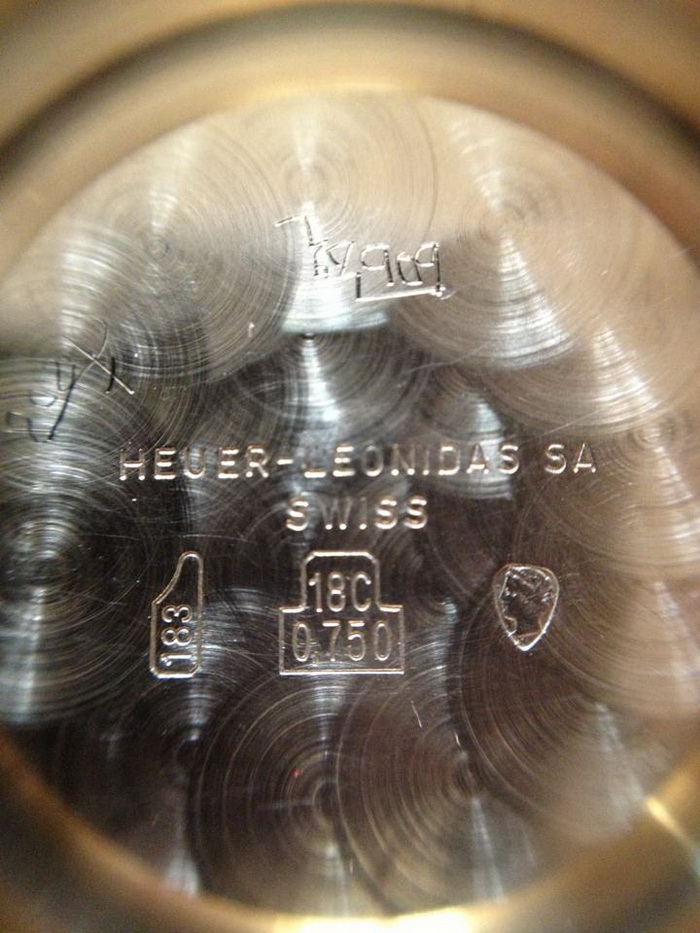 HEUER-LEONIDAS SA
SWISS
183
18C
0,750